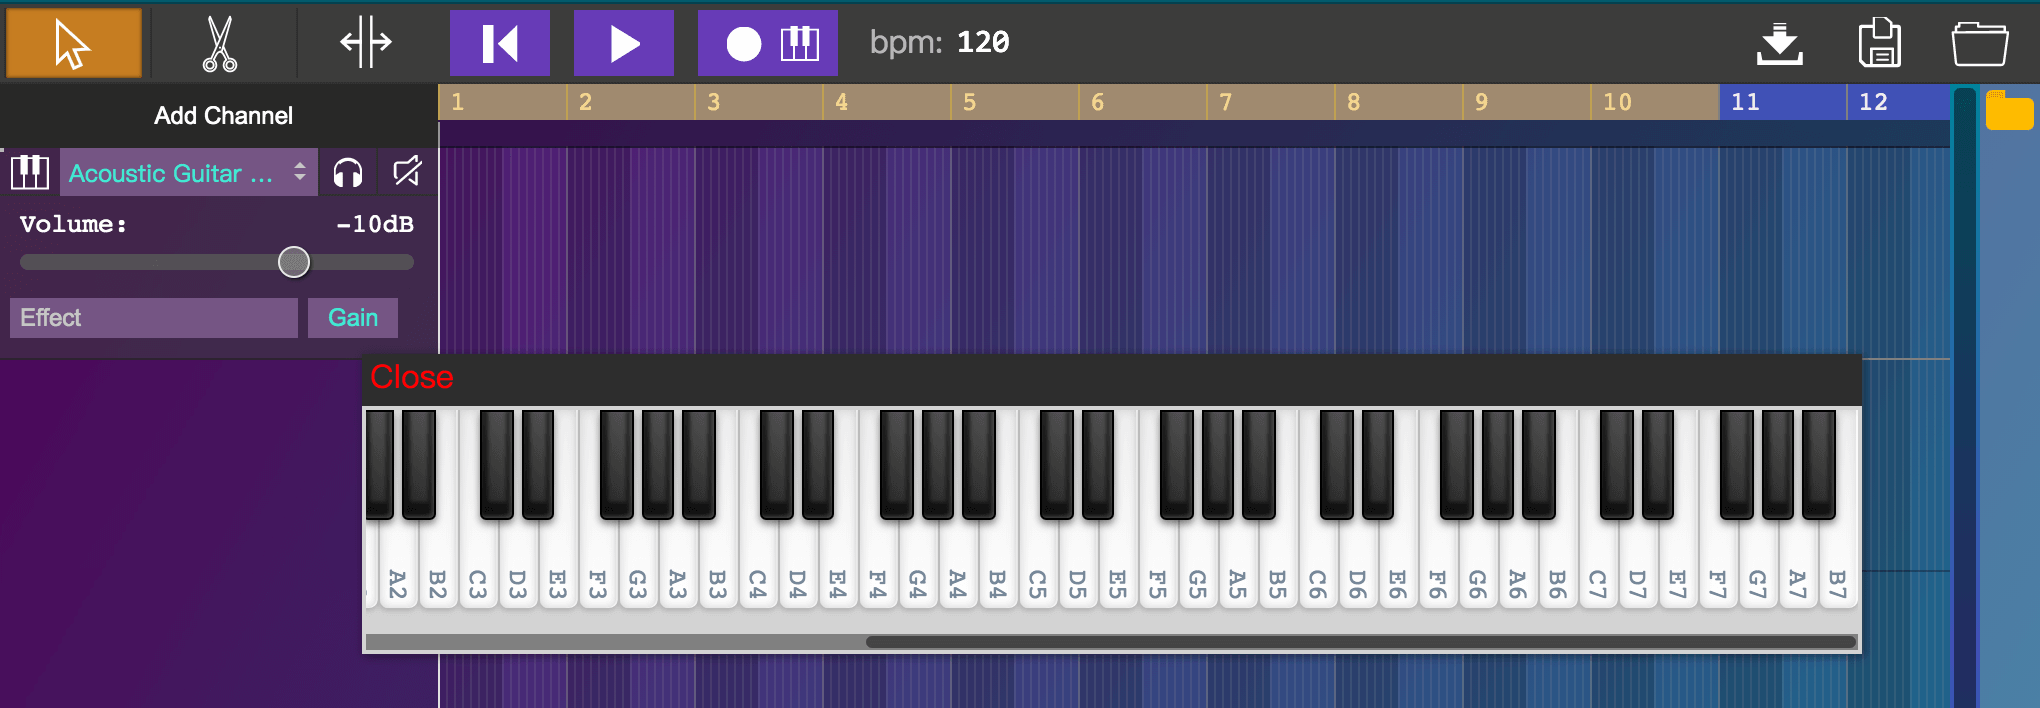 bpm: 120
Add Channel
1 2 3 4 5 6 7 8 9 10 11 12
Acoustic Guitar ...
Volume: -10dB
Effect Gain
Close
A2 B2 C3 D3 E3 F3 G3 A3 B3 C4 D4 E4 F4 G4 A4 B4 C5 D5 E5 F5 G5 A5 B5 C6 D6 E6 F6 G6 A6 B6 C7 D7 E7 F7 G7 A7 B7